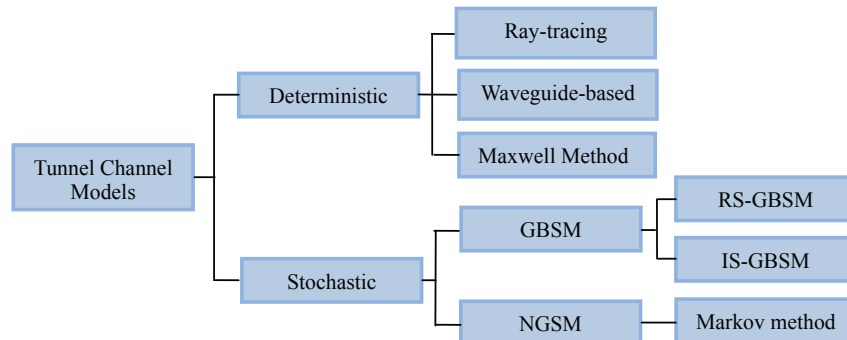 Tunnel Channel
Models
Deterministic
Ray-tracing
Waveguide-based
Maxwell Method
Stochastic
GBSM
RS-GBSM
IS-GBSM
NGSM
Markov method